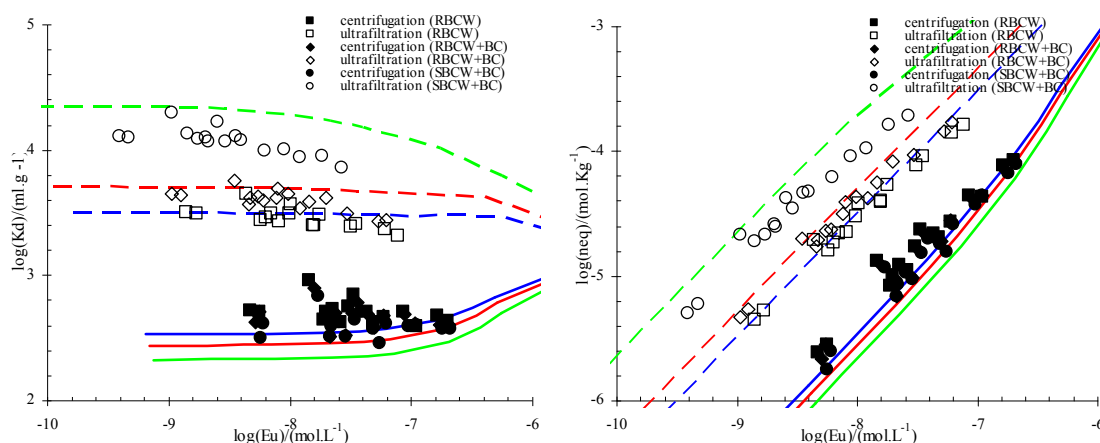 5
4
3
2
-10
-9
-8
-7
-6
log(Kd)/(ml.g-1)
log(Eu)/(mol.L-1)
centrifugation (RBCW)
ultrafiltration (RBCW)
centrifugation (RBCW+BC)
ultrafiltration (RBCW+BC)
centrifugation (SBCW+BC)
ultrafiltration (SBCW+BC)
-3
-4
-5
-6
-10
-9
-8
-7
-6
log(neq)/(mol.Kg-1)
log(Eu)/(mol.L-1)
centrifugation (RBCW)
ultrafiltration (RBCW)
centrifugation (RBCW+BC)
ultrafiltration (RBCW+BC)
centrifugation (SBCW+BC)
ultrafiltration (SBCW+BC)